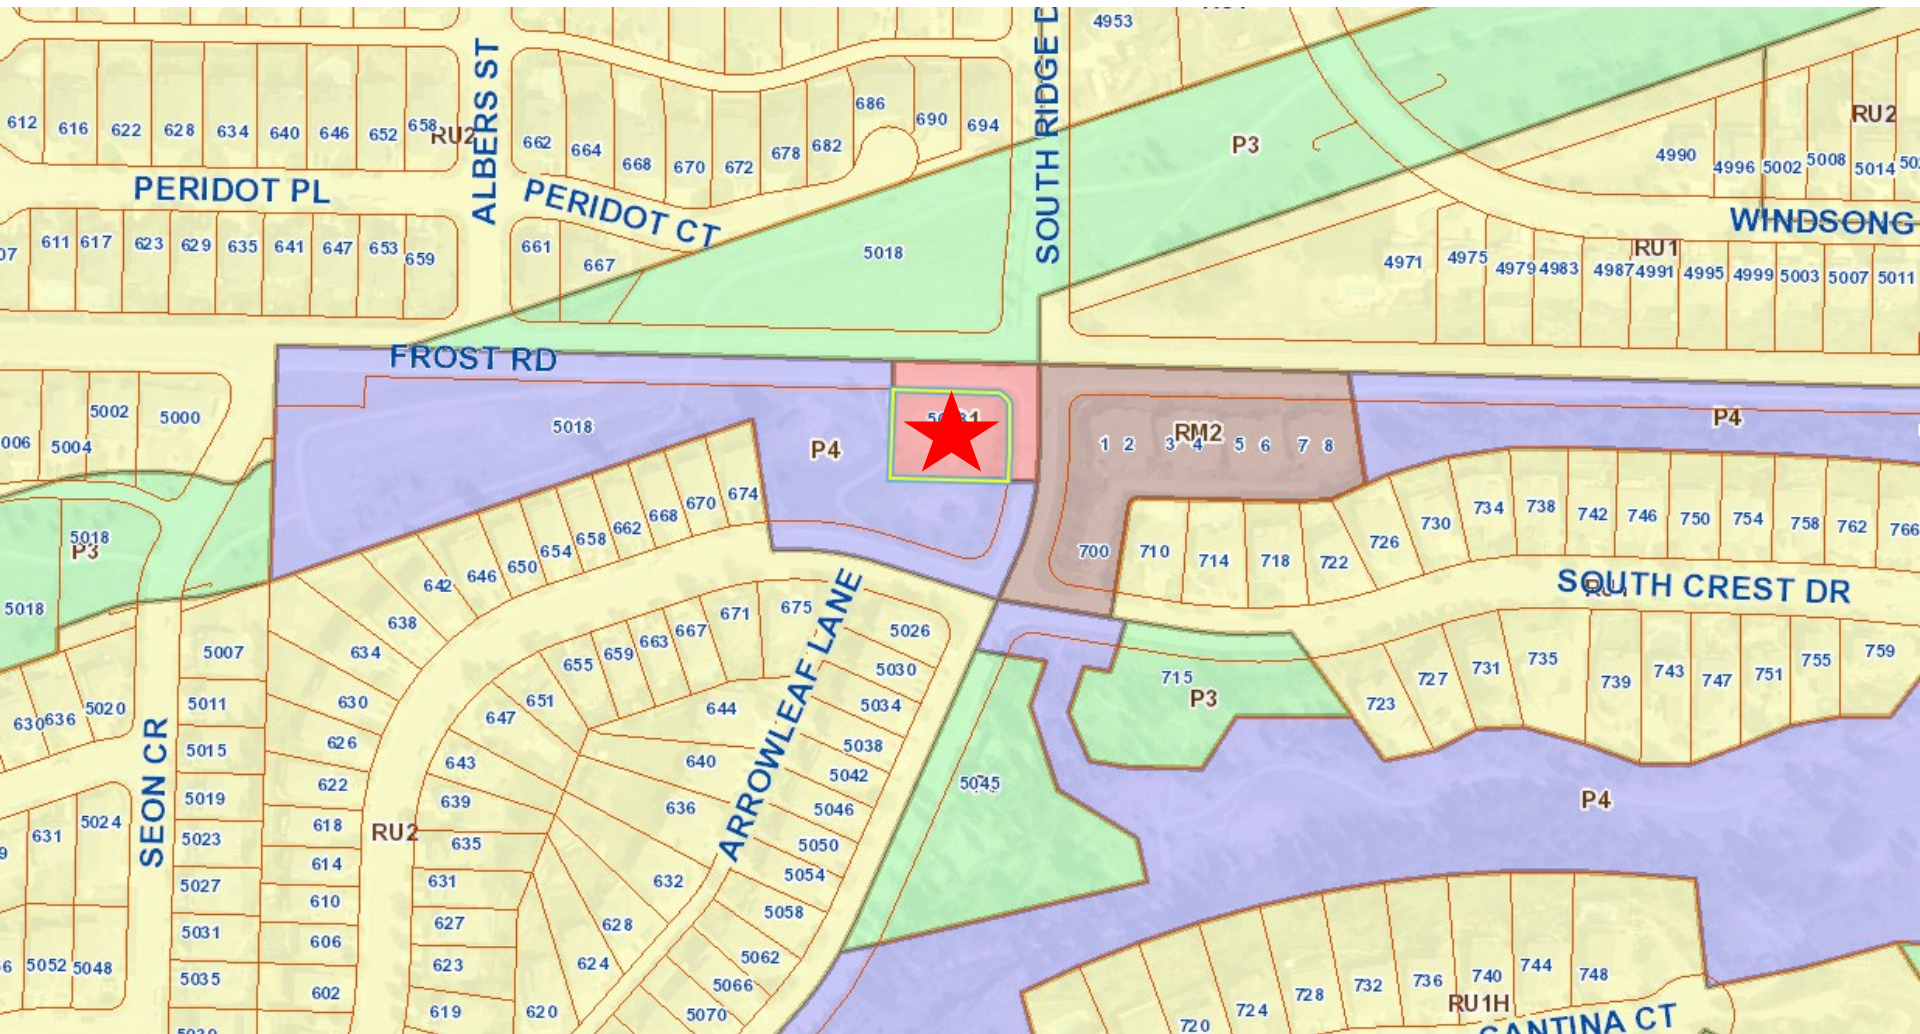 4953
SOUTH RIDGE D
612 616 622 628 634 640 646 652 658
RU2
ALBERS ST
662 664 668 670 672 678 682 686 690 694
P3
4990 4996 5002 5008 5014
RU2
PERIDOT PL
PERIDOT CT
WINDSONG
611 617 623 629 635 641 647 653 659
661 667
5018
4971 4975 4979 4983 4987 4991 4995 4999 5003 5007 5011
RU1
FROST RD
5002 5000
5004
5018
P4
RM2
1 2 3 4 5 6 7 8
P4
674 670 668 662 658 654 650 646 642 638 634 630 626 622 618 614 610 606 602
700 710 714 718 722 726 730 734 738 742 746 750 754 758 762 766
5018
P3
5018
SOUTH CREST DR
675 671 667 663 659 655 651 647 643 639 635 631 627 623 619
ARROWLEAF LANE
5026
5030
5034
5038
5042
5046
5050
5054
5058
5062
5066
5070
644
640
636
632
628
624
620
715
P3
723 727 731 735 739 743 747 751 755 759
5007
5011
5015
5019
5023
5027
5031
5035
SEON CR
630 636 5020
631 5024
5052 5048
RU2
5045
P4
720 724 728 732 736 740 744 748
RU1H
CANTINA CT